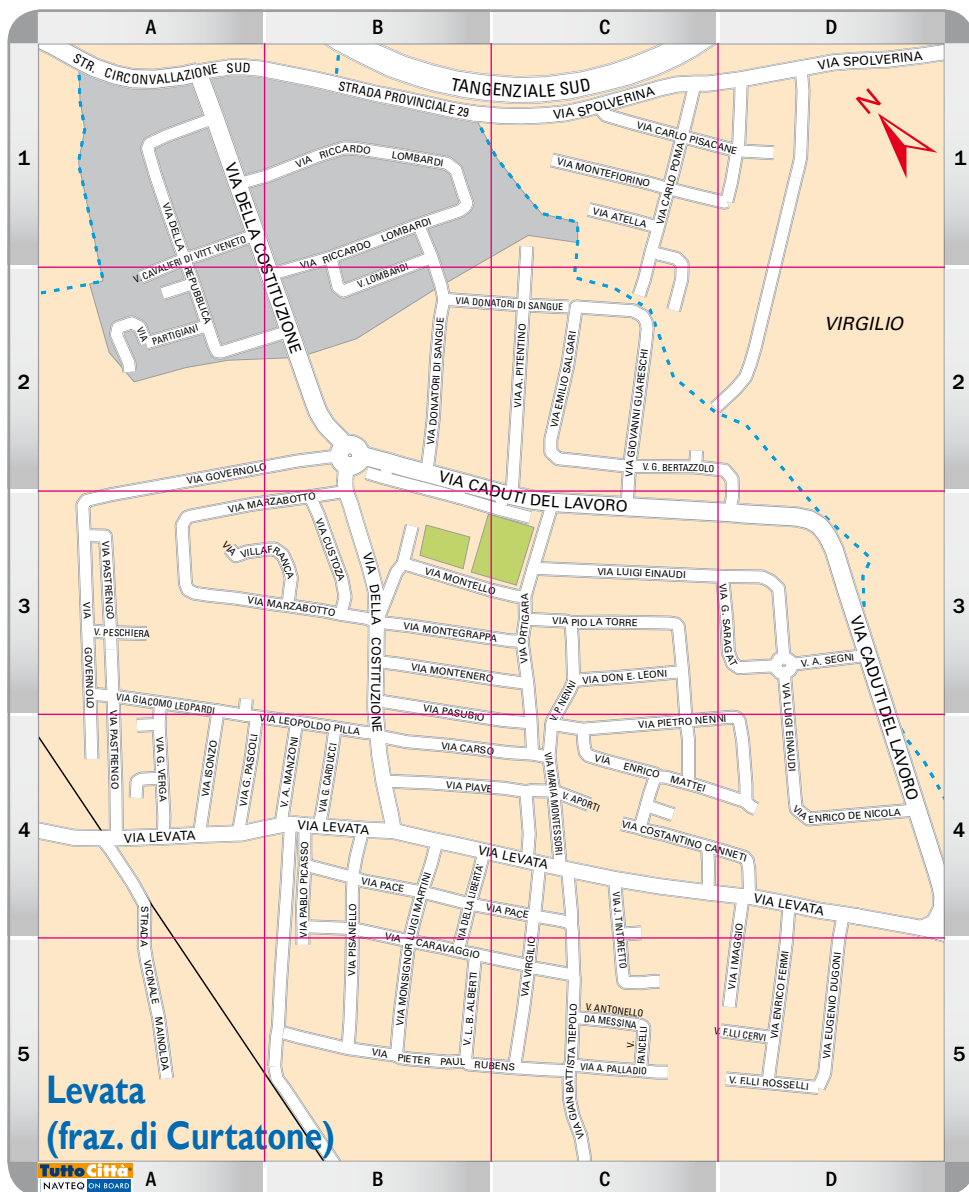 A B C D
STR. CIRCONVALLAZIONE SUD
TANGENZIALE SUD
VIA SPOLVERINA
STRADA PROVINCIALE 29
VIA SPOLVERINA
N
1 1
VIA CARLO PISACANE
VIA RICCARDO LOMBARDI
VIA MONTEFIORINO
VIA CARLO POMA
VIA DELLA COSTITUZIONE
VIA DELLA REPUBBLICA
VIA ATELLA
VIA RICCARDO LOMBARDI
V. CAVALIERI DI VITT. VENETO
V. LOMBARDI
VIA PARTIGIANI
VIA DONATORI DI SANGUE
VIRGILIO
2 2
VIA DONATORI DI SANGUE
VIA A. PITENTINO
VIA EMILIO SALGARI
VIA GIOVANNI GUARESCHI
V. G. BERTAZZOLO
VIA GOVERNOLO
VIA CADUTI DEL LAVORO
VIA MARZABOTTO
VIA VILLAFRANCA
VIA CUSTOZA
VIA DELLA COSTITUZIONE
VIA PASTRENGO
VIA MONTELLO
VIA LUIGI EINAUDI
3 3
VIA MARZABOTTO
VIA GOVERNOLO
V. PESCHIERA
VIA MONTEGRAPPA
VIA ORTIGARA
VIA PIO LA TORRE
VIA G. SARAGAT
VIA CADUTI DEL LAVORO
VIA MONTENERO
VIA DON E. LEONI
V. A. SEGNI
VIA GIACOMO LEOPARDI
VIA PASUBIO
V. P. NENNI
VIA LUIGI EINAUDI
VIA LEOPOLDO PILLA
VIA PIETRO NENNI
VIA PASTRENGO
VIA G. VERGA
VIA ISONZO
VIA G. PASCOLI
V. A. MANZONI
VIA G. CARDUCCI
VIA CARSO
VIA MARIA MONTESSORI
VIA ENRICO MATTEI
VIA PIAVE
V. APORTI
VIA ENRICO DE NICOLA
4 4
VIA LEVATA
VIA LEVATA
VIA COSTANTINO CANNETI
VIA LEVATA
VIA PABLO PICASSO
VIA PACE
VIA MONSIGNOR LUIGI MARTINI
VIA DELLA LIBERTA'
VIA PACE
VIA J. TINTORETTO
VIA LEVATA
STRADA VICINALE MAINOLDA
VIA PISANELLO
VIA CARAVAGGIO
VIA VIRGILIO
VIA I MAGGIO
VIA ENRICO FERMI
VIA EUGENIO DUGONI
V. L. B. ALBERTI
V. ANTONELLO
DA MESSINA
V. FANCELLI
V. F.LLI CERVI
5 5
VIA PIETER PAUL RUBENS
VIA GIAN BATTISTA TIEPOLO
VIA A. PALLADIO
V. F.LLI ROSSELLI
Levata
(fraz. di Curtatone)
TuttoCittà
NAVTEQ ON BOARD
A B C D